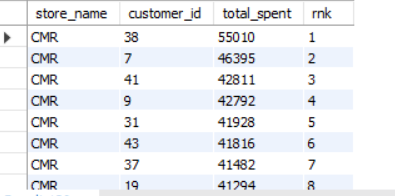 store_name customer_id total_spent rnk
CMR 38 55010 1
CMR 7 46395 2
CMR 41 42811 3
CMR 9 42792 4
CMR 31 41928 5
CMR 43 41816 6
CMR 37 41482 7
CMR 19 41294 8